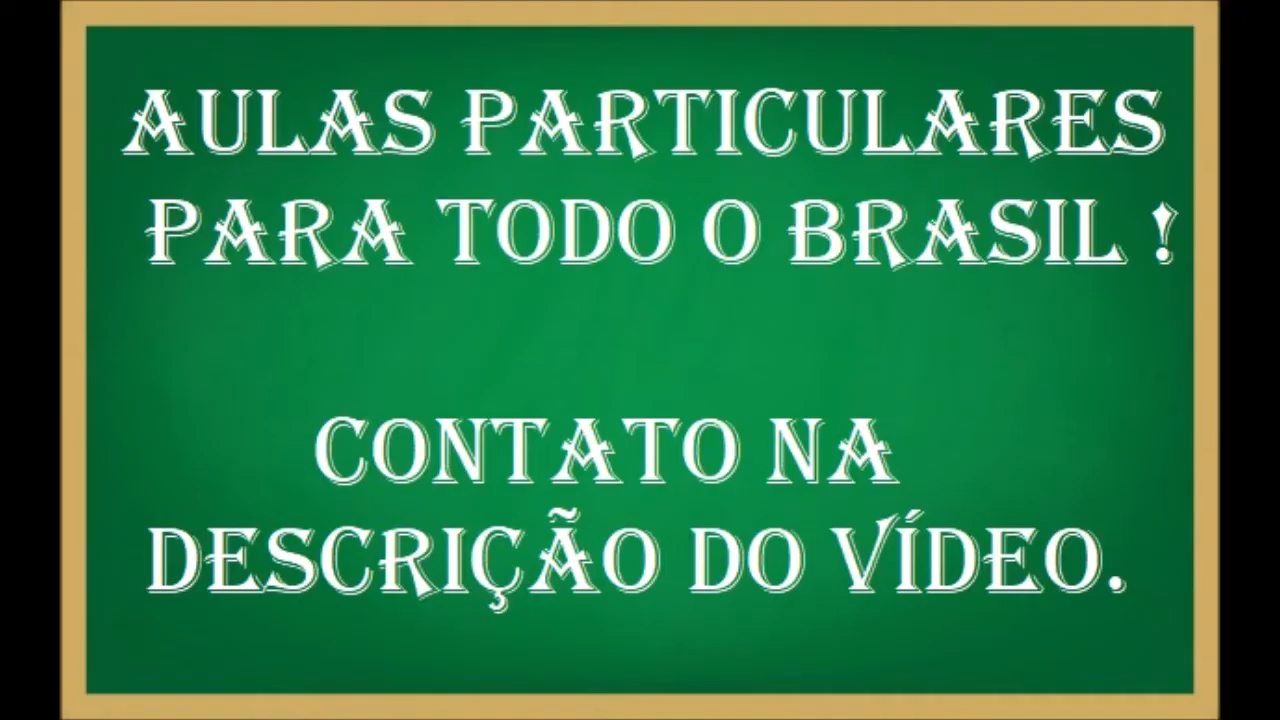 AULAS PARTICULARES
PARA TODO O BRASIL !
CONTATO NA
DESCRIÇÃO DO VÍDEO.